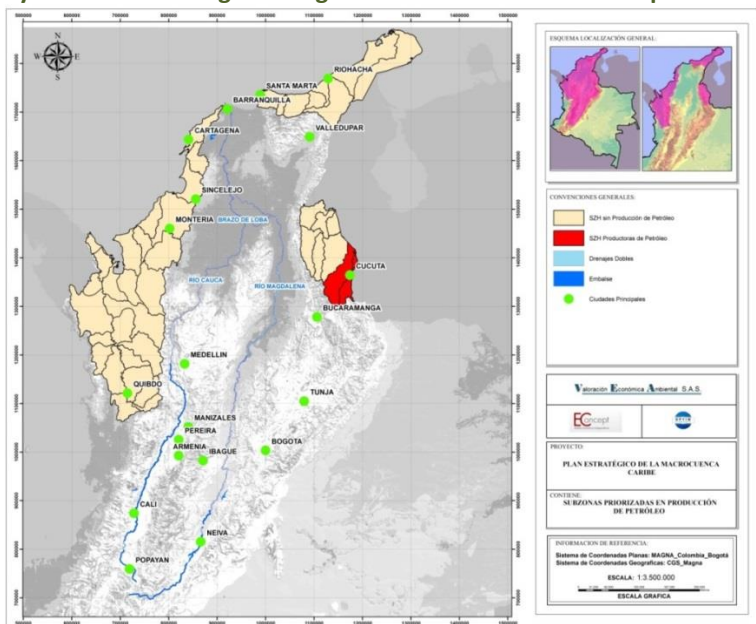 N
W E
S
RIOHACHA
SANTA MARTA
BARRANQUILLA
CARTAGENA
VALLEDUPAR
SINCELEJO
MONTERIA
BRAZO DE LOBA
CUCUTA
RIO CAUCA
RIO MAGDALENA
BUCARAMANGA
MEDELLIN
QUIBDO
TUNJA
MANIZALES
PEREIRA
ARMENIA
IBAGUE
BOGOTA
CALI
NEIVA
POPAYAN
ESQUEMA LOCALIZACIÓN GENERAL:
CONVENCIONES GENERALES:
SZH sin Producción de Petróleo
SZH Productoras de Petróleo
Drenajes Dobles
Embalse
Ciudades Principales
Valoración Económica Ambiental S.A.S.
EConcept
PROYECTO:
PLAN ESTRATÉGICO DE LA MACROCUENCA
CARIBE
CONTIENE:
SUBZONAS PRIORIZADAS EN PRODUCCIÓN
DE PETRÓLEO
INFORMACION DE REFERENCIA:
Sistema de Coordenadas Planas: MAGNA_Colombia_Bogotá
Sistema de Coordenadas Geograficas: CGS_Magna
ESCALA: 1:3.500.000
ESCALA GRAFICA